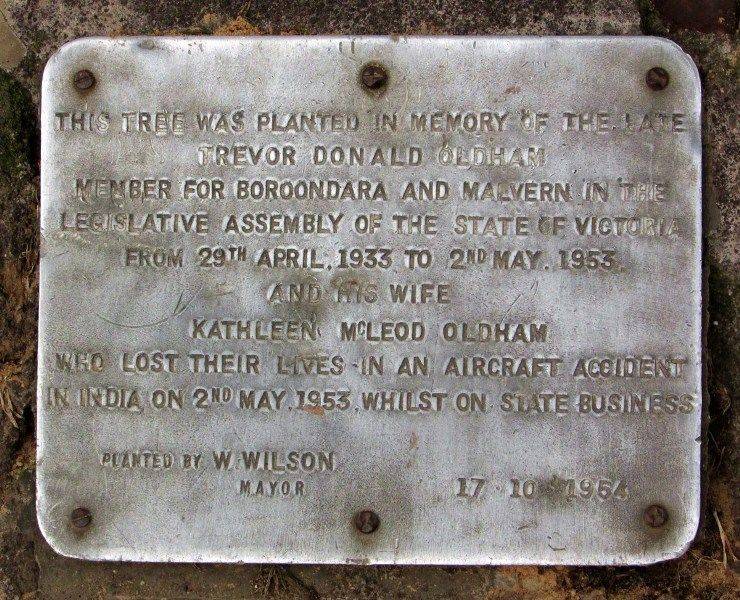 THIS TREE WAS PLANTED IN MEMORY OF THE LATE
TREVOR DONALD OLDHAM
MEMBER FOR BOROONDARA AND MALVERN IN THE
LEGISLATIVE ASSEMBLY OF THE STATE OF VICTORIA
FROM 29TH APRIL, 1933 TO 2ND MAY, 1953,
AND HIS WIFE
KATHLEEN McLEOD OLDHAM
WHO LOST THEIR LIVES IN AN AIRCRAFT ACCIDENT
IN INDIA, ON 2ND MAY, 1953, WHILST ON STATE BUSINESS
PLANTED BY W. WILSON
MAYOR 17 · 10 · 1954